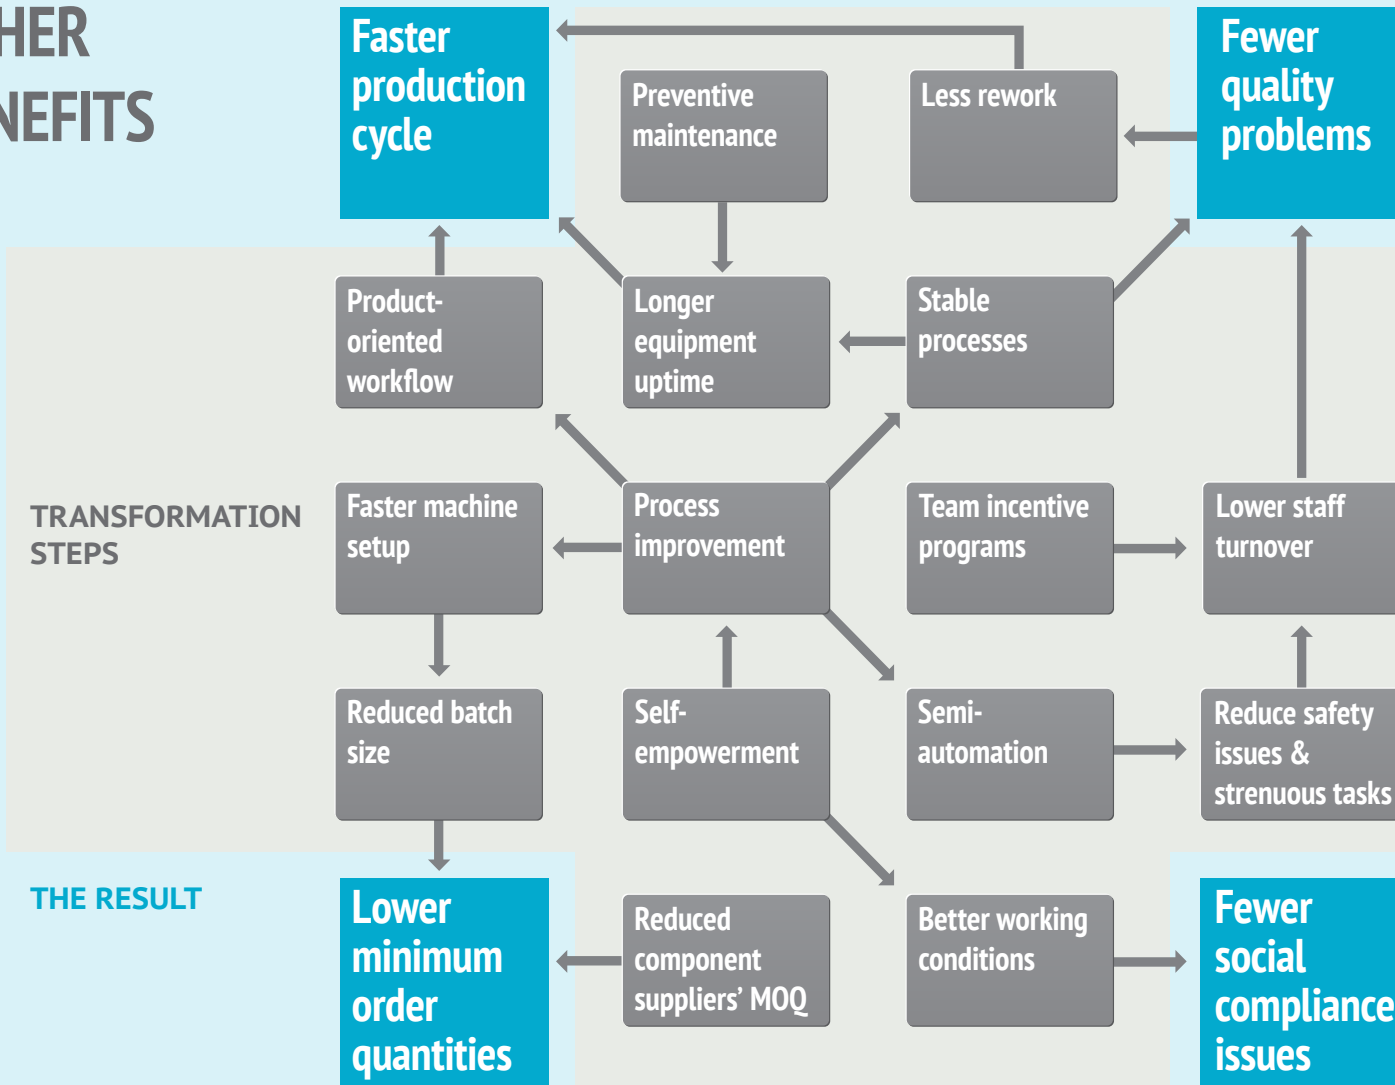 HER
NEFITS
Faster
production
cycle
Preventive
maintenance
Less rework
Fewer
quality
problems
Product-
oriented
workflow
Longer
equipment
uptime
Stable
processes
TRANSFORMATION
STEPS
Faster machine
setup
Process
improvement
Team incentive
programs
Lower staff
turnover
Reduced batch
size
Self-
empowerment
Semi-
automation
Reduce safety
issues &
strenuous tasks
THE RESULT
Lower
minimum
order
quantities
Reduced
component
suppliers’ MOQ
Better working
conditions
Fewer
social
compliance
issues